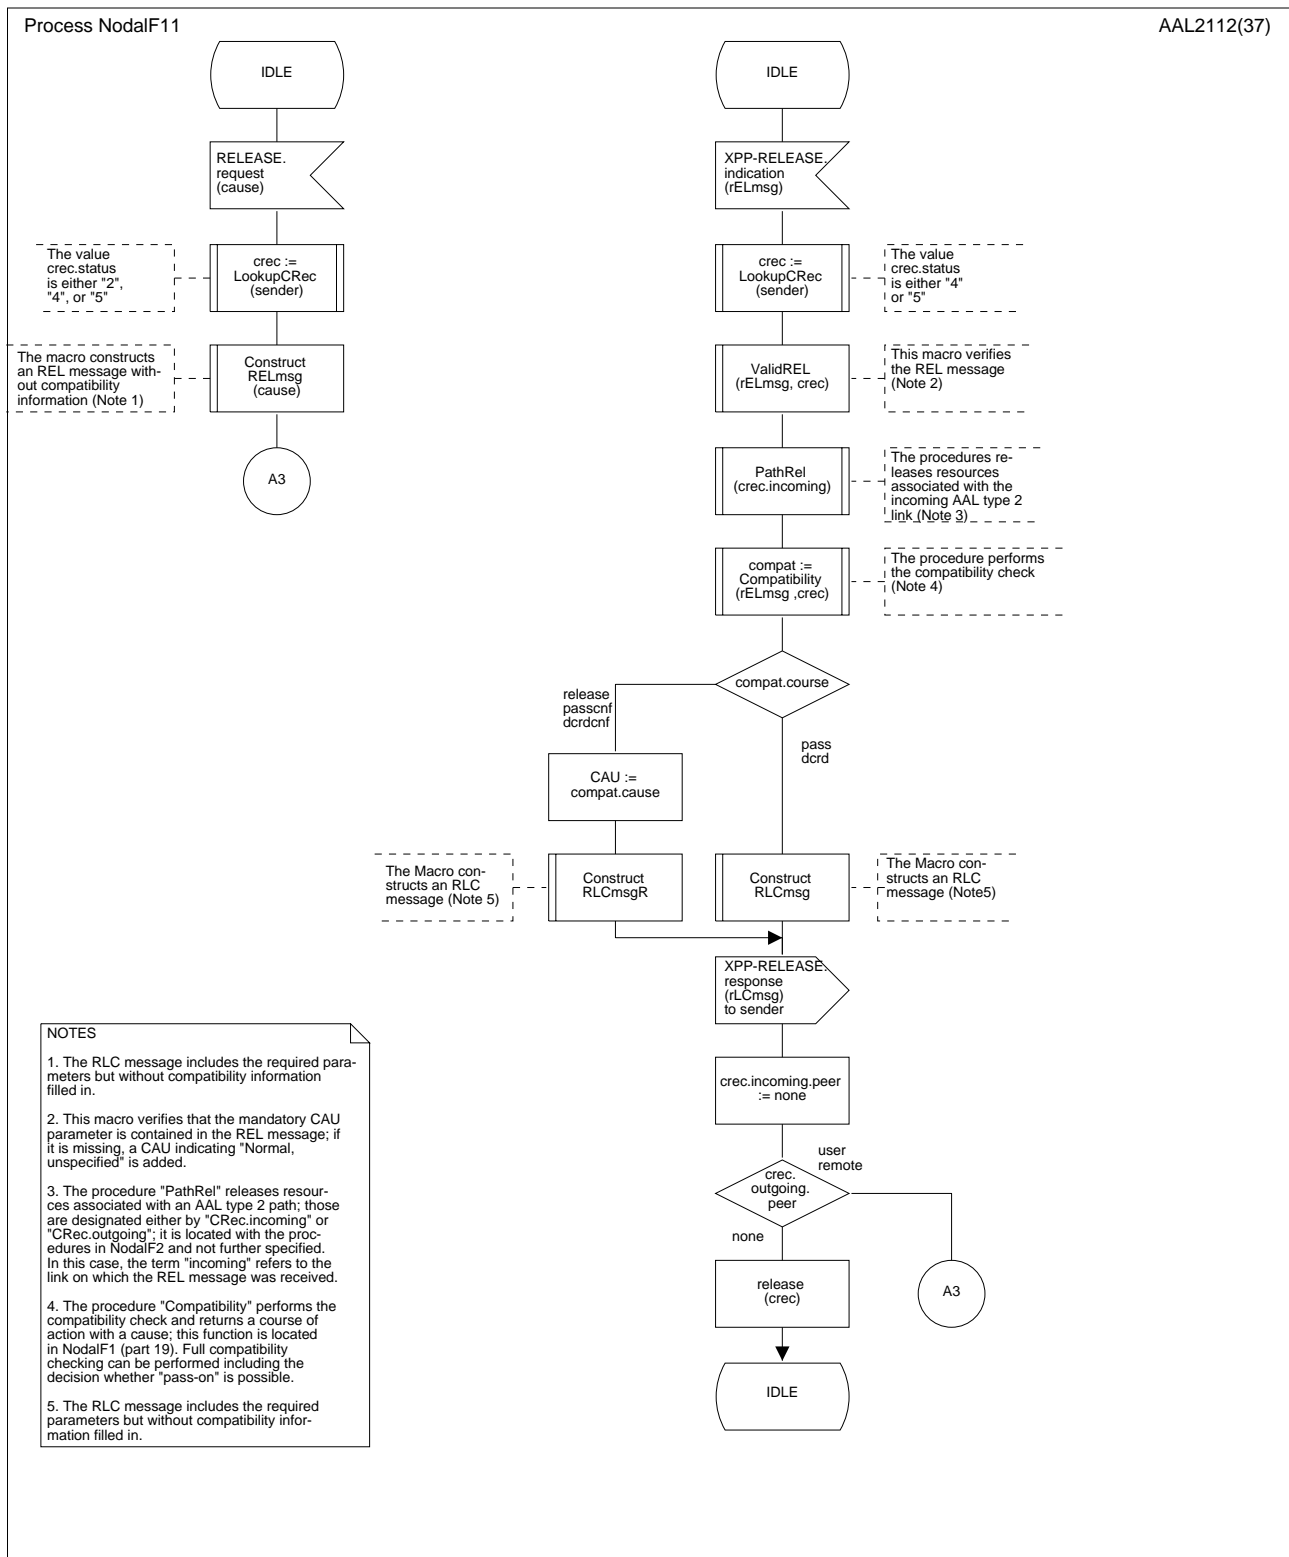 Process NodalF11
AAL2112(37)
IDLE
RELEASE.
request
(cause)
The value
crec.status
is either "2",
"4", or "5"
crec :=
LookupCRec
(sender)
The macro constructs
an REL message with-
out compatibility
information (Note 1)
Construct
RELmsg
(cause)
A3
IDLE
XPP-RELEASE.
indication
(rELmsg)
crec :=
LookupCRec
(sender)
The value
crec.status
is either "4"
or "5"
ValidREL
(rELmsg, crec)
This macro verifies
the REL message
(Note 2)
PathRel
(crec.incoming)
The procedures re-
leases resources
associated with the
incoming AAL type 2
link (Note 3)
compat :=
Compatibility
(rELmsg ,crec)
The procedure performs
the compatibility check
(Note 4)
compat.course
release
passcnf
dcrdcnf
pass
dcrd
CAU :=
compat.cause
The Macro con-
structs an RLC
message (Note 5)
Construct
RLCmsgR
Construct
RLCmsg
The Macro con-
structs an RLC
message (Note5)
XPP-RELEASE.
response
(rLCmsg)
to sender
crec.incoming.peer
:= none
user
remote
crec.
outgoing.
peer
none
release
(crec)
A3
IDLE
NOTES
1. The RLC message includes the required para-
meters but without compatibility information
filled in.
2. This macro verifies that the mandatory CAU
parameter is contained in the REL message; if
it is missing, a CAU indicating "Normal,
unspecified" is added.
3. The procedure "PathRel" releases resour-
ces associated with an AAL type 2 path; those
are designated either by "CRec.incoming" or
"CRec.outgoing"; it is located with the proc-
edures in NodalF2 and not further specified.
In this case, the term "incoming" refers to the
link on which the REL message was received.
4. The procedure "Compatibility" performs the
compatibility check and returns a course of
action with a cause; this function is located
in NodalF1 (part 19). Full compatibility
checking can be performed including the
decision whether "pass-on" is possible.
5. The RLC message includes the required
parameters but without compatibility infor-
mation filled in.